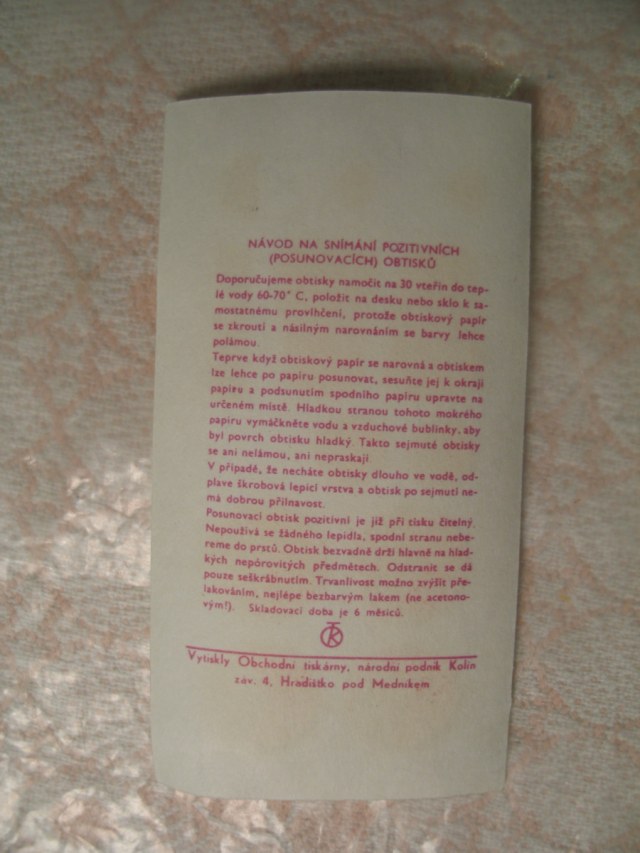 NÁVOD NA SNÍMÁNÍ POZITIVNÍCH
(POSUNOVACÍCH) OBTISKŮ
Doporučujeme obtisky namočit na 30 vteřin do tep-
lé vody 60-70° C, položit na desku nebo sklo k sa-
mostatnému provlhčení, protože obtiskový papír
se zkroutí a násilným narovnáním se barvy lehce
polámou.
Teprve když obtiskový papír se narovná a obtiskem
lze lehce po papíru posunovat, sesuňte jej k okraji
papíru a podsunutím spodního papíru upravte na
určeném místě. Hladkou stranou tohoto mokrého
papíru vymáčkněte vodu a vzduchové bublinky, aby
byl povrch obtisku hladký. Takto sejmuté obtisky
se ani nelámou, ani nepraskají.
V případě, že necháte obtisky dlouho ve vodě, od-
plave škrobová lepící vrstva a obtisk po sejmutí ne-
má dobrou přilnavost.
Posunovací obtisk pozitivní je již při tisku čitelný.
Nepoužívá se žádného lepidla, spodní stranu nebe-
reme do prstů. Obtisk bezvadně drží hlavně na hlad-
kých nepórovitých předmětech. Odstranit se dá
pouze seškrábnutím. Trvanlivost možno zvýšit pře-
lakováním, nejlépe bezbarvým lakem (ne acetono-
vým!). Skladovací doba je 6 měsíců.
Vytiskly Obchodní tiskárny, národní podnik Kolín
záv. 4, Hradištko pod Medníkem